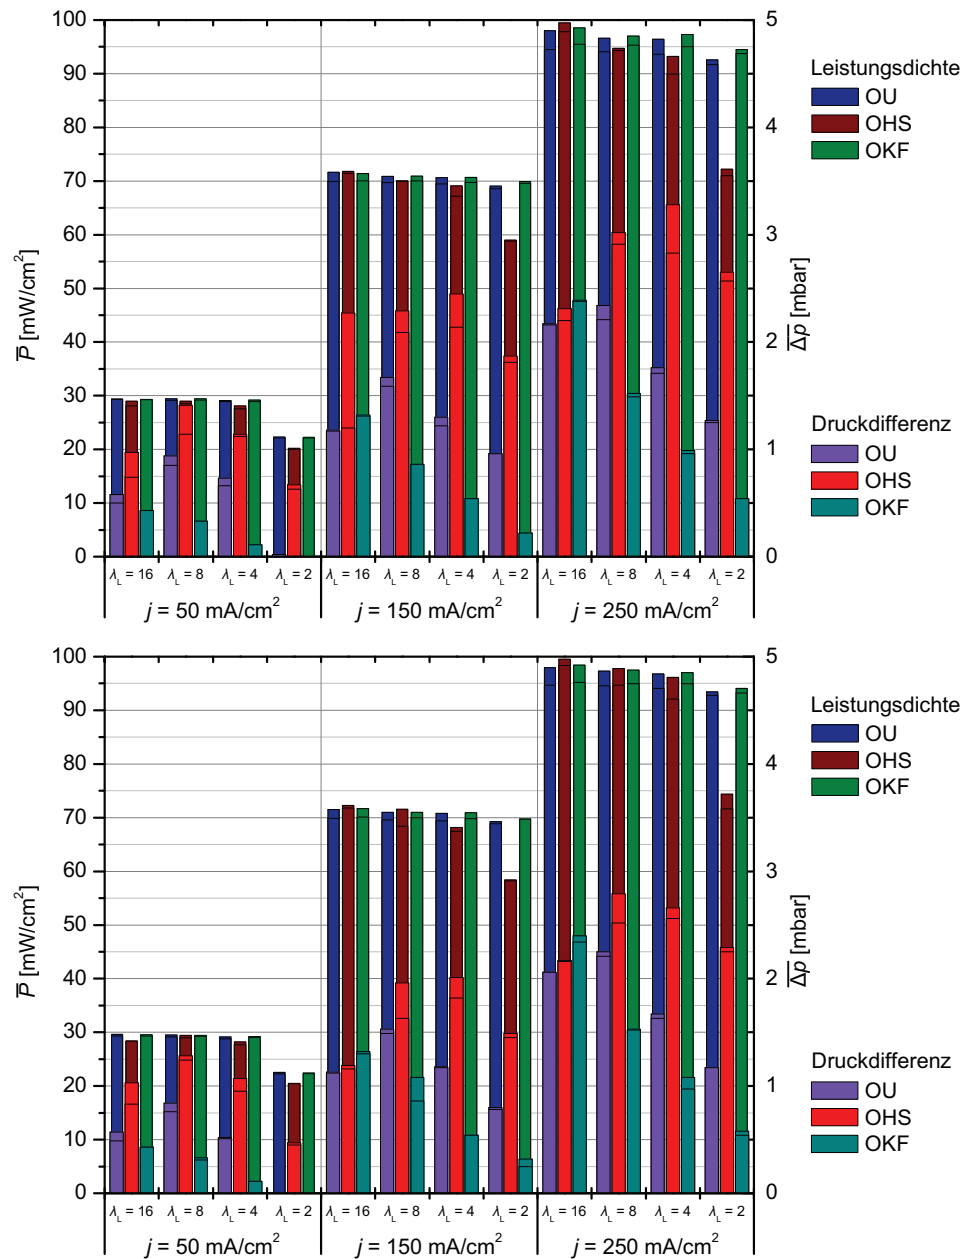 100
90
80
70
60
50
40
30
20
10
0
P [mW/cm²]
5
4
3
2
1
0
Δp [mbar]
λL = 16 λL = 8 λL = 4 λL = 2 λL = 16 λL = 8 λL = 4 λL = 2 λL = 16 λL = 8 λL = 4 λL = 2
j = 50 mA/cm² j = 150 mA/cm² j = 250 mA/cm²
Leistungsdichte
OU
OHS
OKF
Druckdifferenz
OU
OHS
OKF
100
90
80
70
60
50
40
30
20
10
0
P [mW/cm²]
5
4
3
2
1
0
Δp [mbar]
λL = 16 λL = 8 λL = 4 λL = 2 λL = 16 λL = 8 λL = 4 λL = 2 λL = 16 λL = 8 λL = 4 λL = 2
j = 50 mA/cm² j = 150 mA/cm² j = 250 mA/cm²
Leistungsdichte
OU
OHS
OKF
Druckdifferenz
OU
OHS
OKF